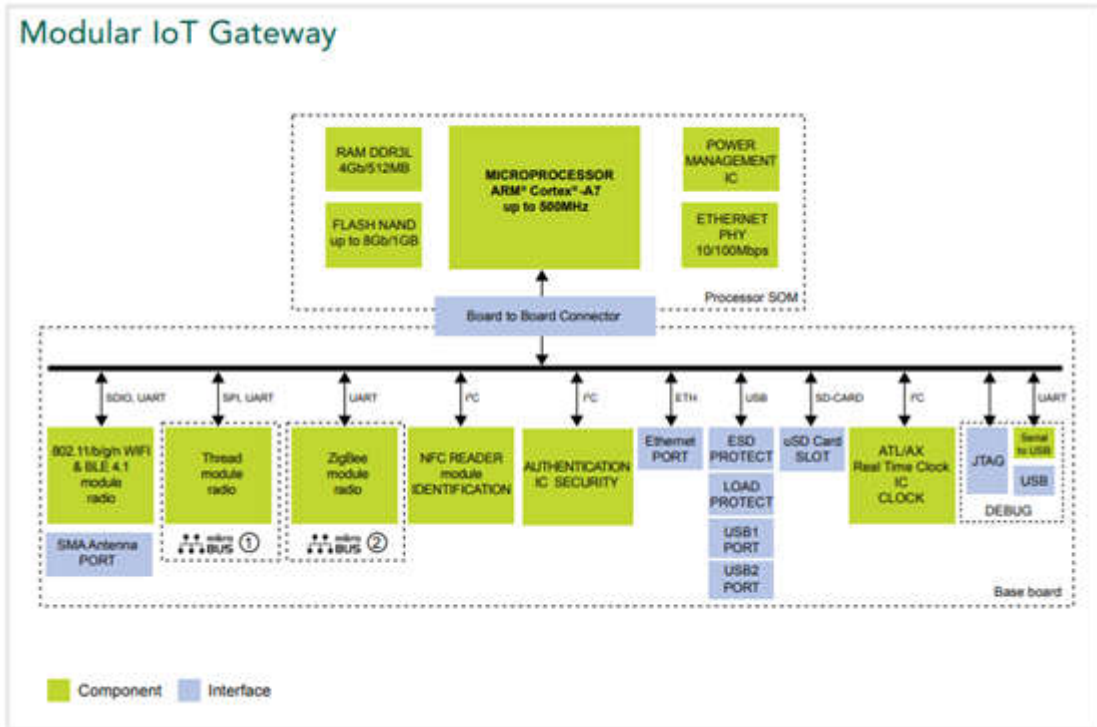 Modular IoT Gateway
RAM DDR3L
4Gb/512MB
FLASH NAND
up to 8Gb/1GB
MICROPROCESSOR
ARM® Cortex®-A7
up to 500MHz
POWER
MANAGEMENT
IC
ETHERNET
PHY
10/100Mbps
Processor SOM
Board to Board Connector
SDIO, UART
SPI, UART
UART
I²C
I²C
ETH
USB
SD-CARD
I²C
UART
802.11/b/g/n WIFI
& BLE 4.1
module
radio
SMA Antenna
PORT
Thread
module
radio
mikro
BUS 1
ZigBee
module
radio
mikro
BUS 2
NFC READER
module
IDENTIFICATION
AUTHENTICATION
IC SECURITY
Ethernet
PORT
ESD
PROTECT
LOAD
PROTECT
USB1
PORT
USB2
PORT
uSD Card
SLOT
ATL/AX
Real Time Clock
IC
CLOCK
JTAG
Serial
to USB
USB
DEBUG
Base board
Component
Interface